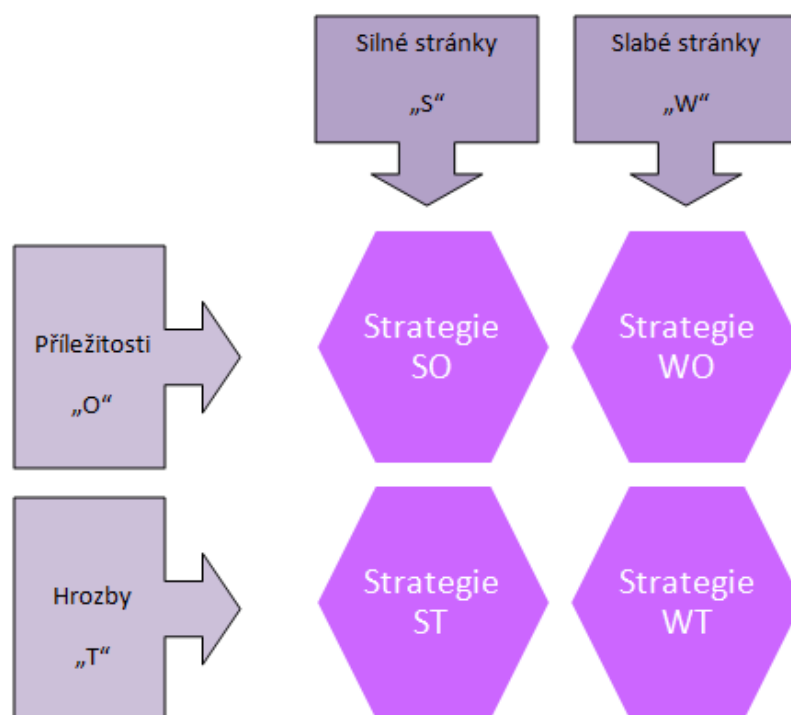 Silné stránky
„S“
Slabé stránky
„W“
Příležitosti
„O“
Strategie
SO
Strategie
WO
Hrozby
„T“
Strategie
ST
Strategie
WT